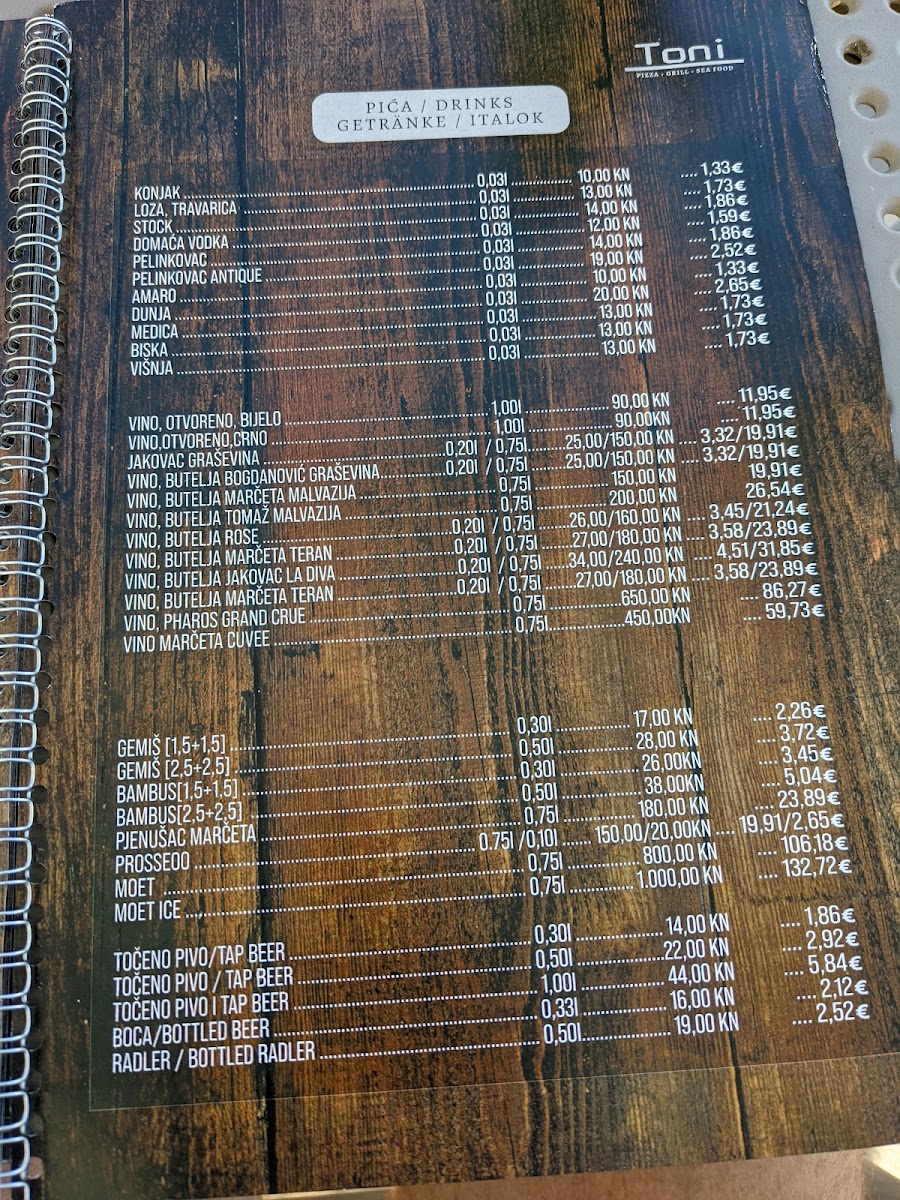 Toni
PIZZA - GRILL - SEA FOOD
PIĆA / DRINKS
GETRÄNKE / ITALOK
KONJAK 0,03l 10,00 KN 1,33€
LOZA, TRAVARICA 0,03l 13,00 KN 1,73€
STOCK 0,03l 14,00 KN 1,86€
DOMAĆA VODKA 0,03l 12,00 KN 1,59€
PELINKOVAC 0,03l 14,00 KN 1,86€
PELINKOVAC ANTIQUE 0,03l 19,00 KN 2,52€
AMARO 0,03l 10,00 KN 1,33€
DUNJA 0,03l 20,00 KN 2,65€
MEDICA 0,03l 13,00 KN 1,73€
BISKA 0,03l 13,00 KN 1,73€
VIŠNJA 0,03l 13,00 KN 1,73€
VINO, OTVORENO, BIJELO 1,00l 90,00 KN 11,95€
VINO,OTVORENO,CRNO 1,00l 90,00KN 11,95€
JAKOVAC GRAŠEVINA 0,20l / 0,75l 25,00/150,00 KN 3,32/19,91€
VINO, BUTELJA BOGDANOVIĆ GRAŠEVINA 0,20l / 0,75l 25,00/150,00 KN 3,32/19,91€
VINO, BUTELJA MARČETA MALVAZIJA 0,75l 150,00 KN 19,91€
VINO, BUTELJA TOMAŽ MALVAZIJA 0,75l 200,00 KN 26,54€
VINO, BUTELJA ROSE 0,20l / 0,75l 26,00/160,00 KN 3,45/21,24€
VINO, BUTELJA MARČETA TERAN 0,20l / 0,75l 27,00/180,00 KN 3,58/23,89€
VINO, BUTELJA JAKOVAC LA DIVA 0,20l / 0,75l 34,00/240,00 KN 4,51/31,85€
VINO, BUTELJA MARČETA TERAN 0,20l / 0,75l 27,00/180,00 KN 3,58/23,89€
VINO, PHAROS GRAND CRUE 0,75l 650,00 KN 86,27€
VINO MARČETA CUVEE 0,75l 450,00KN 59,73€
GEMIŠ [1,5+1,5] 0,30l 17,00 KN 2,26€
GEMIŠ [2,5+2,5] 0,50l 28,00 KN 3,72€
BAMBUS[1,5+1,5] 0,30l 26,00KN 3,45€
BAMBUS[2,5+2,5] 0,50l 38,00KN 5,04€
PJENUŠAC MARČETA 0,75l 180,00 KN 23,89€
PROSSEOO 0.75l /0,10l 150,00/20,00KN 19,91/2,65€
MOET 0,75l 800,00 KN 106,18€
MOET ICE 0,75l 1.000,00 KN 132,72€
TOČENO PIVO/TAP BEER 0,30l 14,00 KN 1,86€
TOČENO PIVO / TAP BEER 0,50l 22,00 KN 2,92€
TOČENO PIVO I TAP BEER 1,00l 44,00 KN 5,84€
BOCA/BOTTLED BEER 0,33l 16,00 KN 2,12€
RADLER / BOTTLED RADLER 0,50l 19,00 KN 2,52€